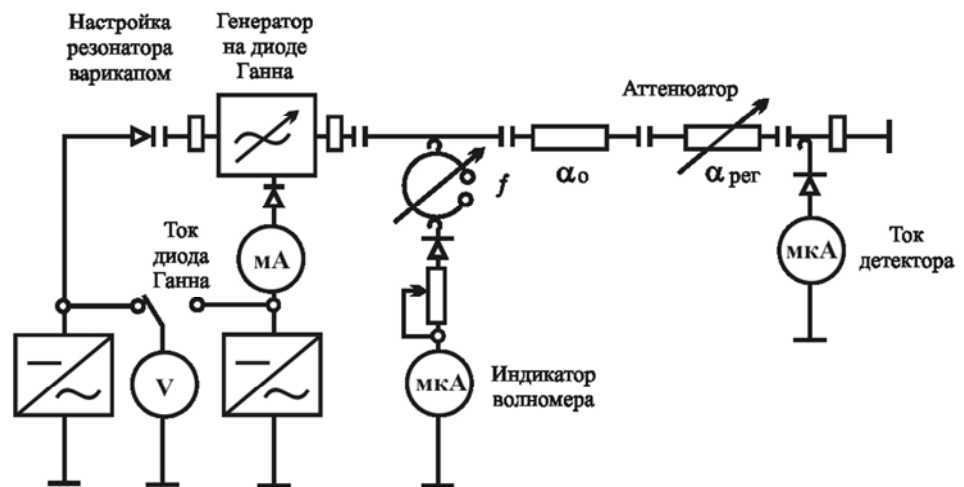 Настройка
резонатора
варикапом
Генератор
на диоде
Ганна
Аттенюатор
f
α₀
α рег
Ток
диода
Ганна
мА
мкА
Ток
детектора
V
мкА
Индикатор
волномера